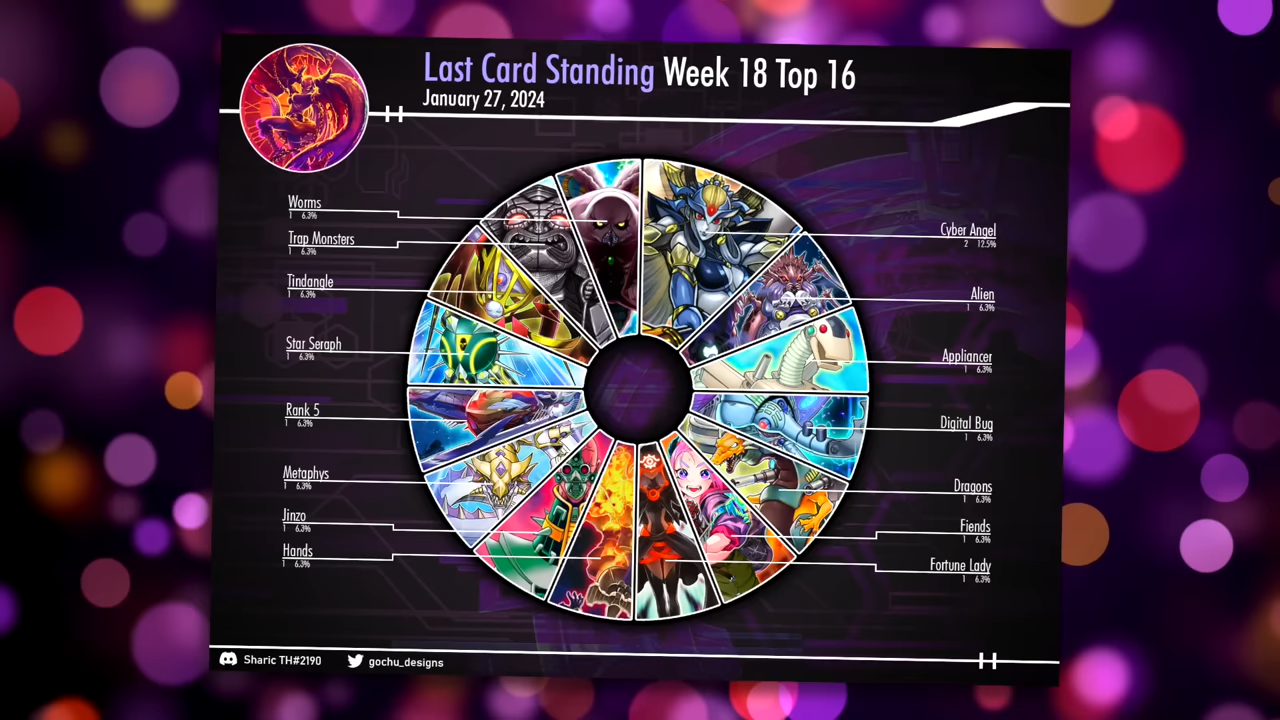 Last Card Standing Week 18 Top 16
January 27, 2024
Worms
1 6.3%
Trap Monsters
1 6.3%
Tindangle
1 6.3%
Star Seraph
1 6.3%
Rank 5
1 6.3%
Metaphys
1 6.3%
Jinzo
1 6.3%
Hands
1 6.3%
Cyber Angel
2 12.5%
Alien
1 6.3%
Appliancer
1 6.3%
Digital Bug
1 6.3%
Dragons
1 6.3%
Fiends
1 6.3%
Fortune Lady
1 6.3%
Sharic TH#2190 gochu_designs